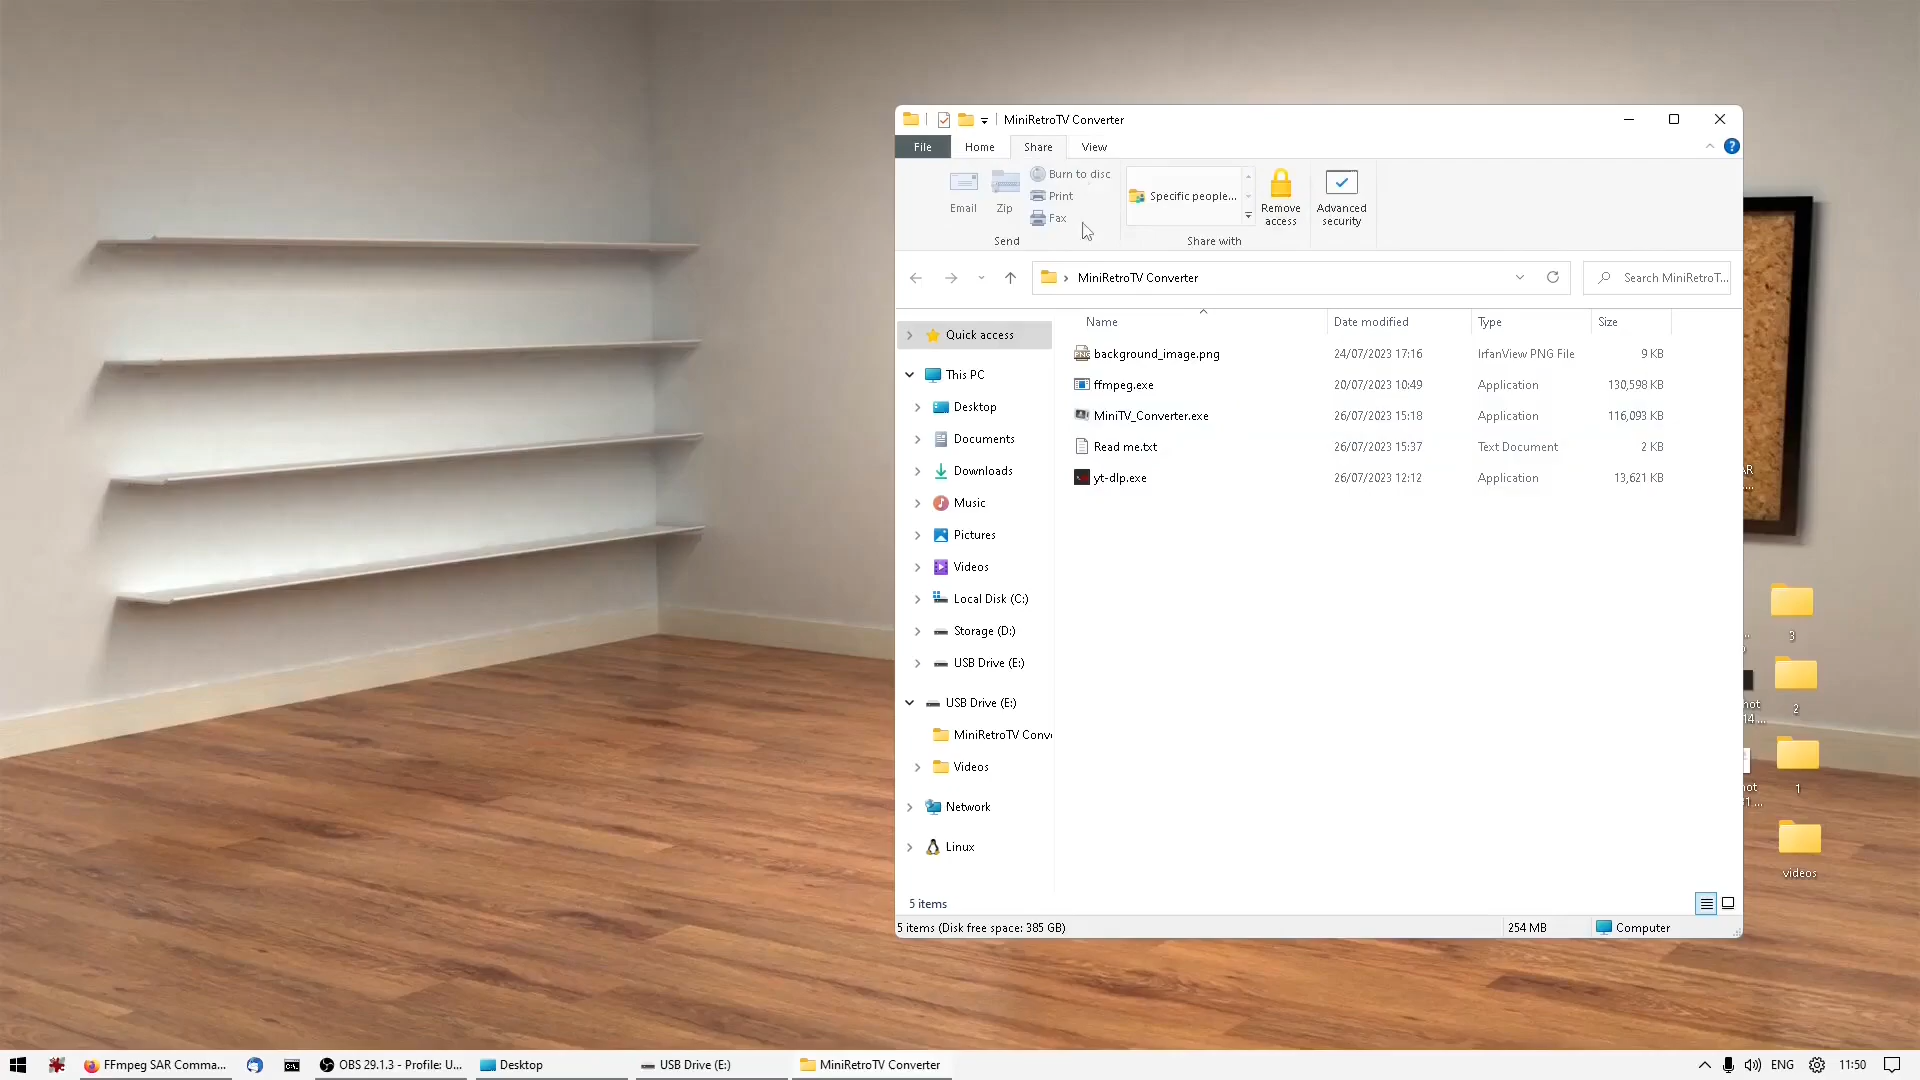 MiniRetroTV Converter
File
Home
Share
View
Email
Zip
Burn to disc
Print
Fax
Send
Specific people...
Remove access
Advanced security
Share with
MiniRetroTV Converter
Search MiniRetroT...
Name
Date modified
Type
Size
background_image.png 24/07/2023 17:16 IrfanView PNG File 9 KB
ffmpeg.exe 20/07/2023 10:49 Application 130,598 KB
MiniTV_Converter.exe 26/07/2023 15:18 Application 116,093 KB
Read me.txt 26/07/2023 15:37 Text Document 2 KB
yt-dlp.exe 26/07/2023 12:12 Application 13,621 KB
Quick access
This PC
Desktop
Documents
Downloads
Music
Pictures
Videos
Local Disk (C:)
Storage (D:)
USB Drive (E:)
USB Drive (E:)
MiniRetroTV Conv
Videos
Network
Linux
5 items
5 items (Disk free space: 385 GB)
254 MB
Computer
3
2
1
videos
FFmpeg SAR Comma...
OBS 29.1.3 - Profile: U...
Desktop
USB Drive (E:)
MiniRetroTV Converter
ENG
11:50